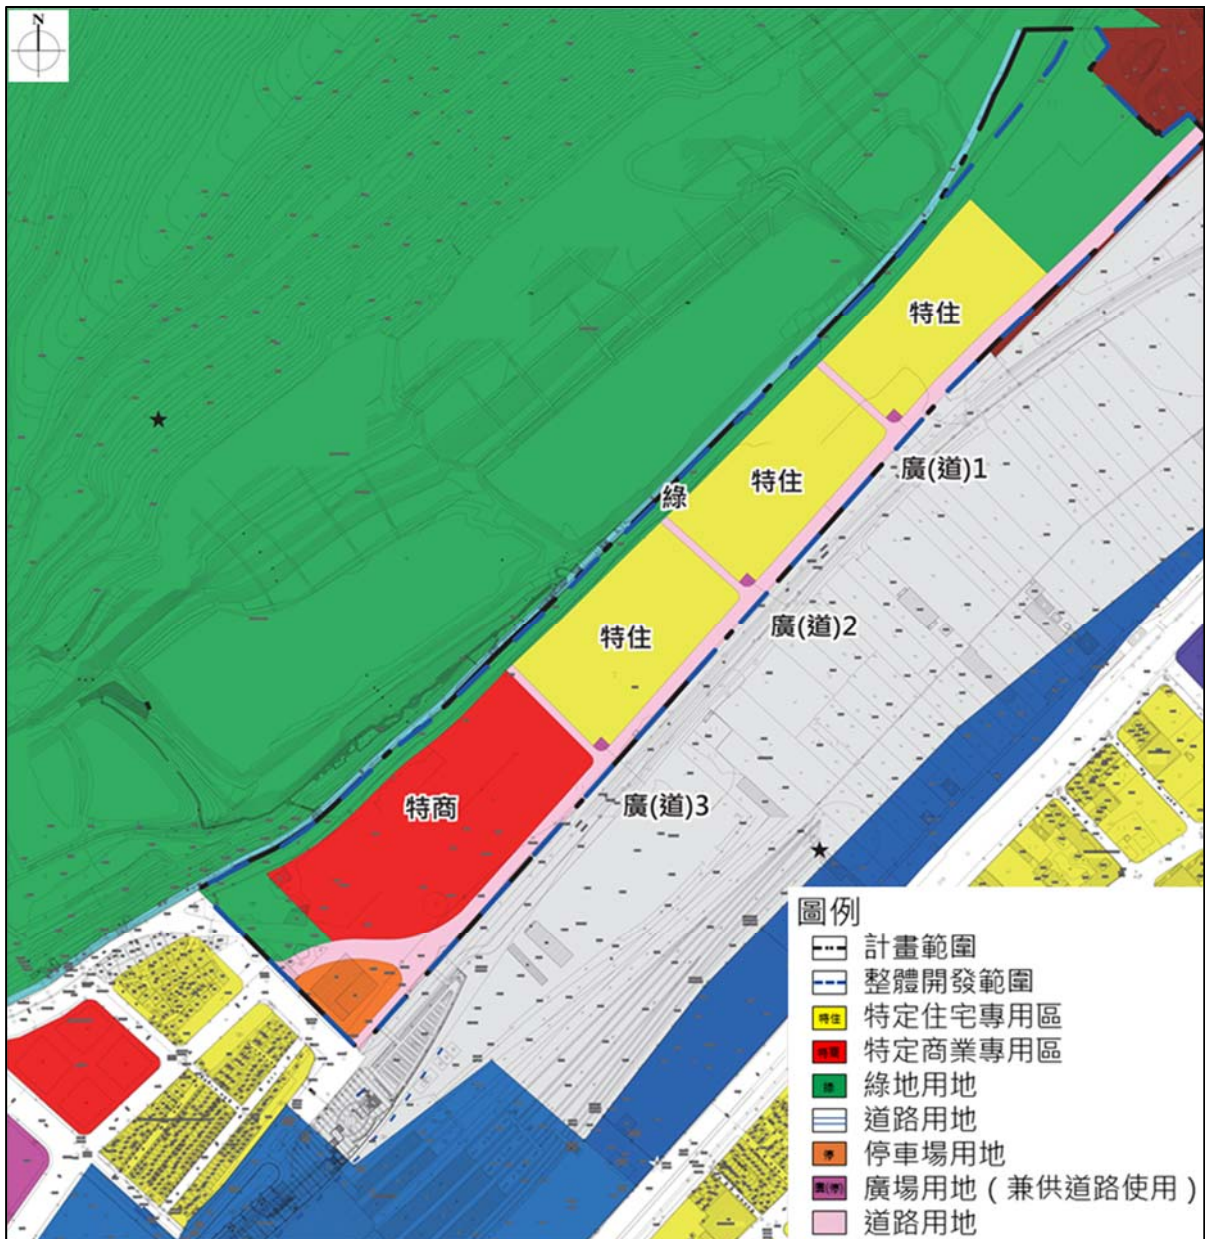 N
特住
廣(道)1
特住
綠
廣(道)2
特住
廣(道)3
特商
圖例
計畫範圍
整體開發範圍
特住 特定住宅專用區
特商 特定商業專用區
綠 綠地用地
道路用地
停 停車場用地
廣(停) 廣場用地(兼供道路使用)
道路用地